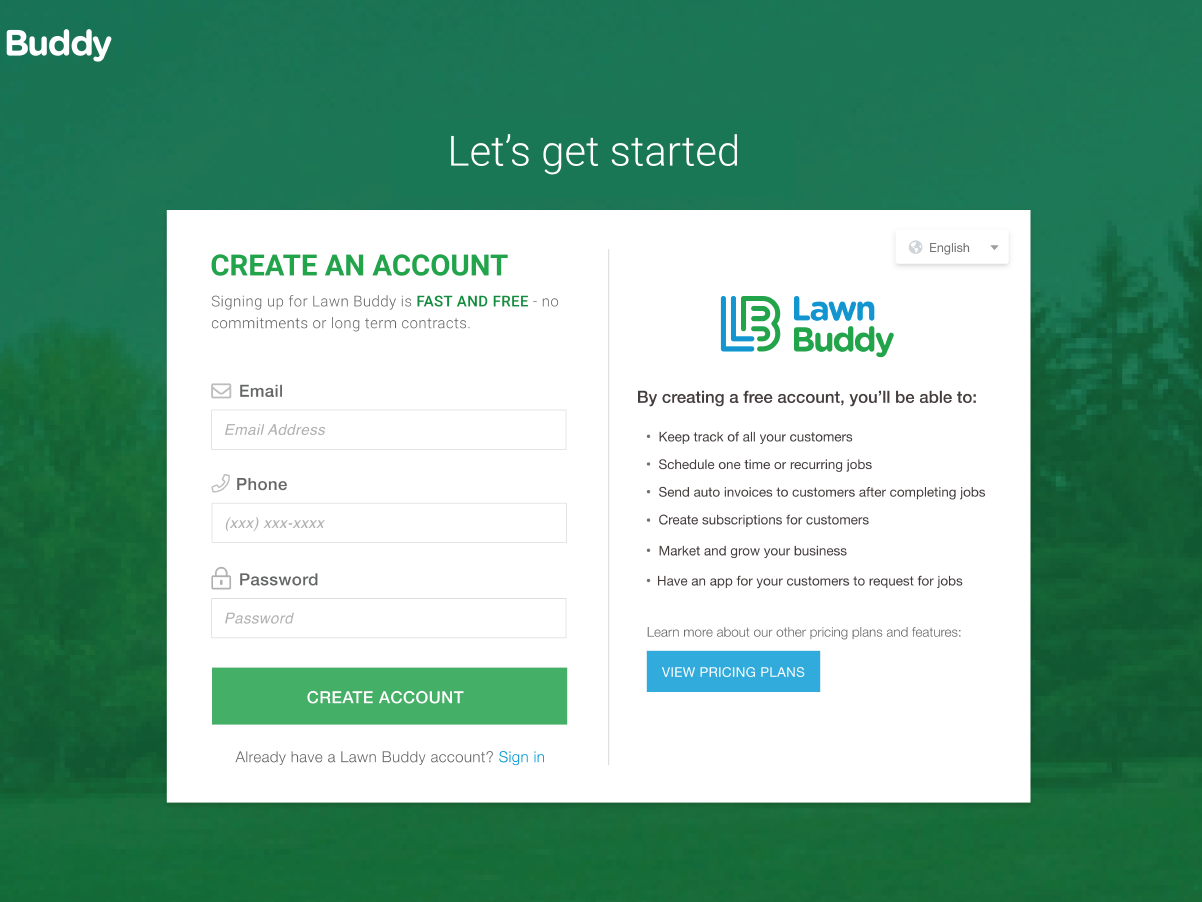 Buddy
Let's get started
CREATE AN ACCOUNT
Signing up for Lawn Buddy is FAST AND FREE - no
commitments or long term contracts.
Email
Email Address
Phone
(xxx) xxx-xxxx
Password
Password
CREATE ACCOUNT
Already have a Lawn Buddy account? Sign in
English
Lawn
Buddy
By creating a free account, you'll be able to:
• Keep track of all your customers
• Schedule one time or recurring jobs
• Send auto invoices to customers after completing jobs
• Create subscriptions for customers
• Market and grow your business
• Have an app for your customers to request for jobs
Learn more about our other pricing plans and features:
VIEW PRICING PLANS